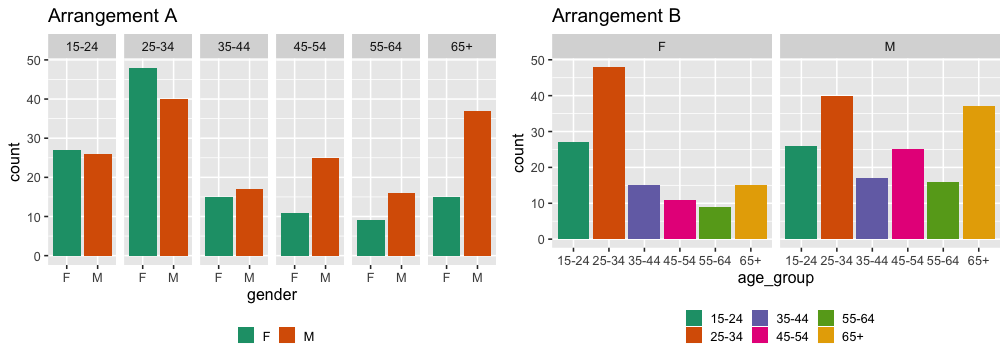 Arrangement A
15-24 25-34 35-44 45-54 55-64 65+
50
40
30
20
10
0
count
F M F M F M F M F M F M
gender
F M
Arrangement B
F M
50
40
30
20
10
0
count
15-24 25-34 35-44 45-54 55-64 65+ 15-24 25-34 35-44 45-54 55-64 65+
age_group
15-24 35-44 55-64
25-34 45-54 65+